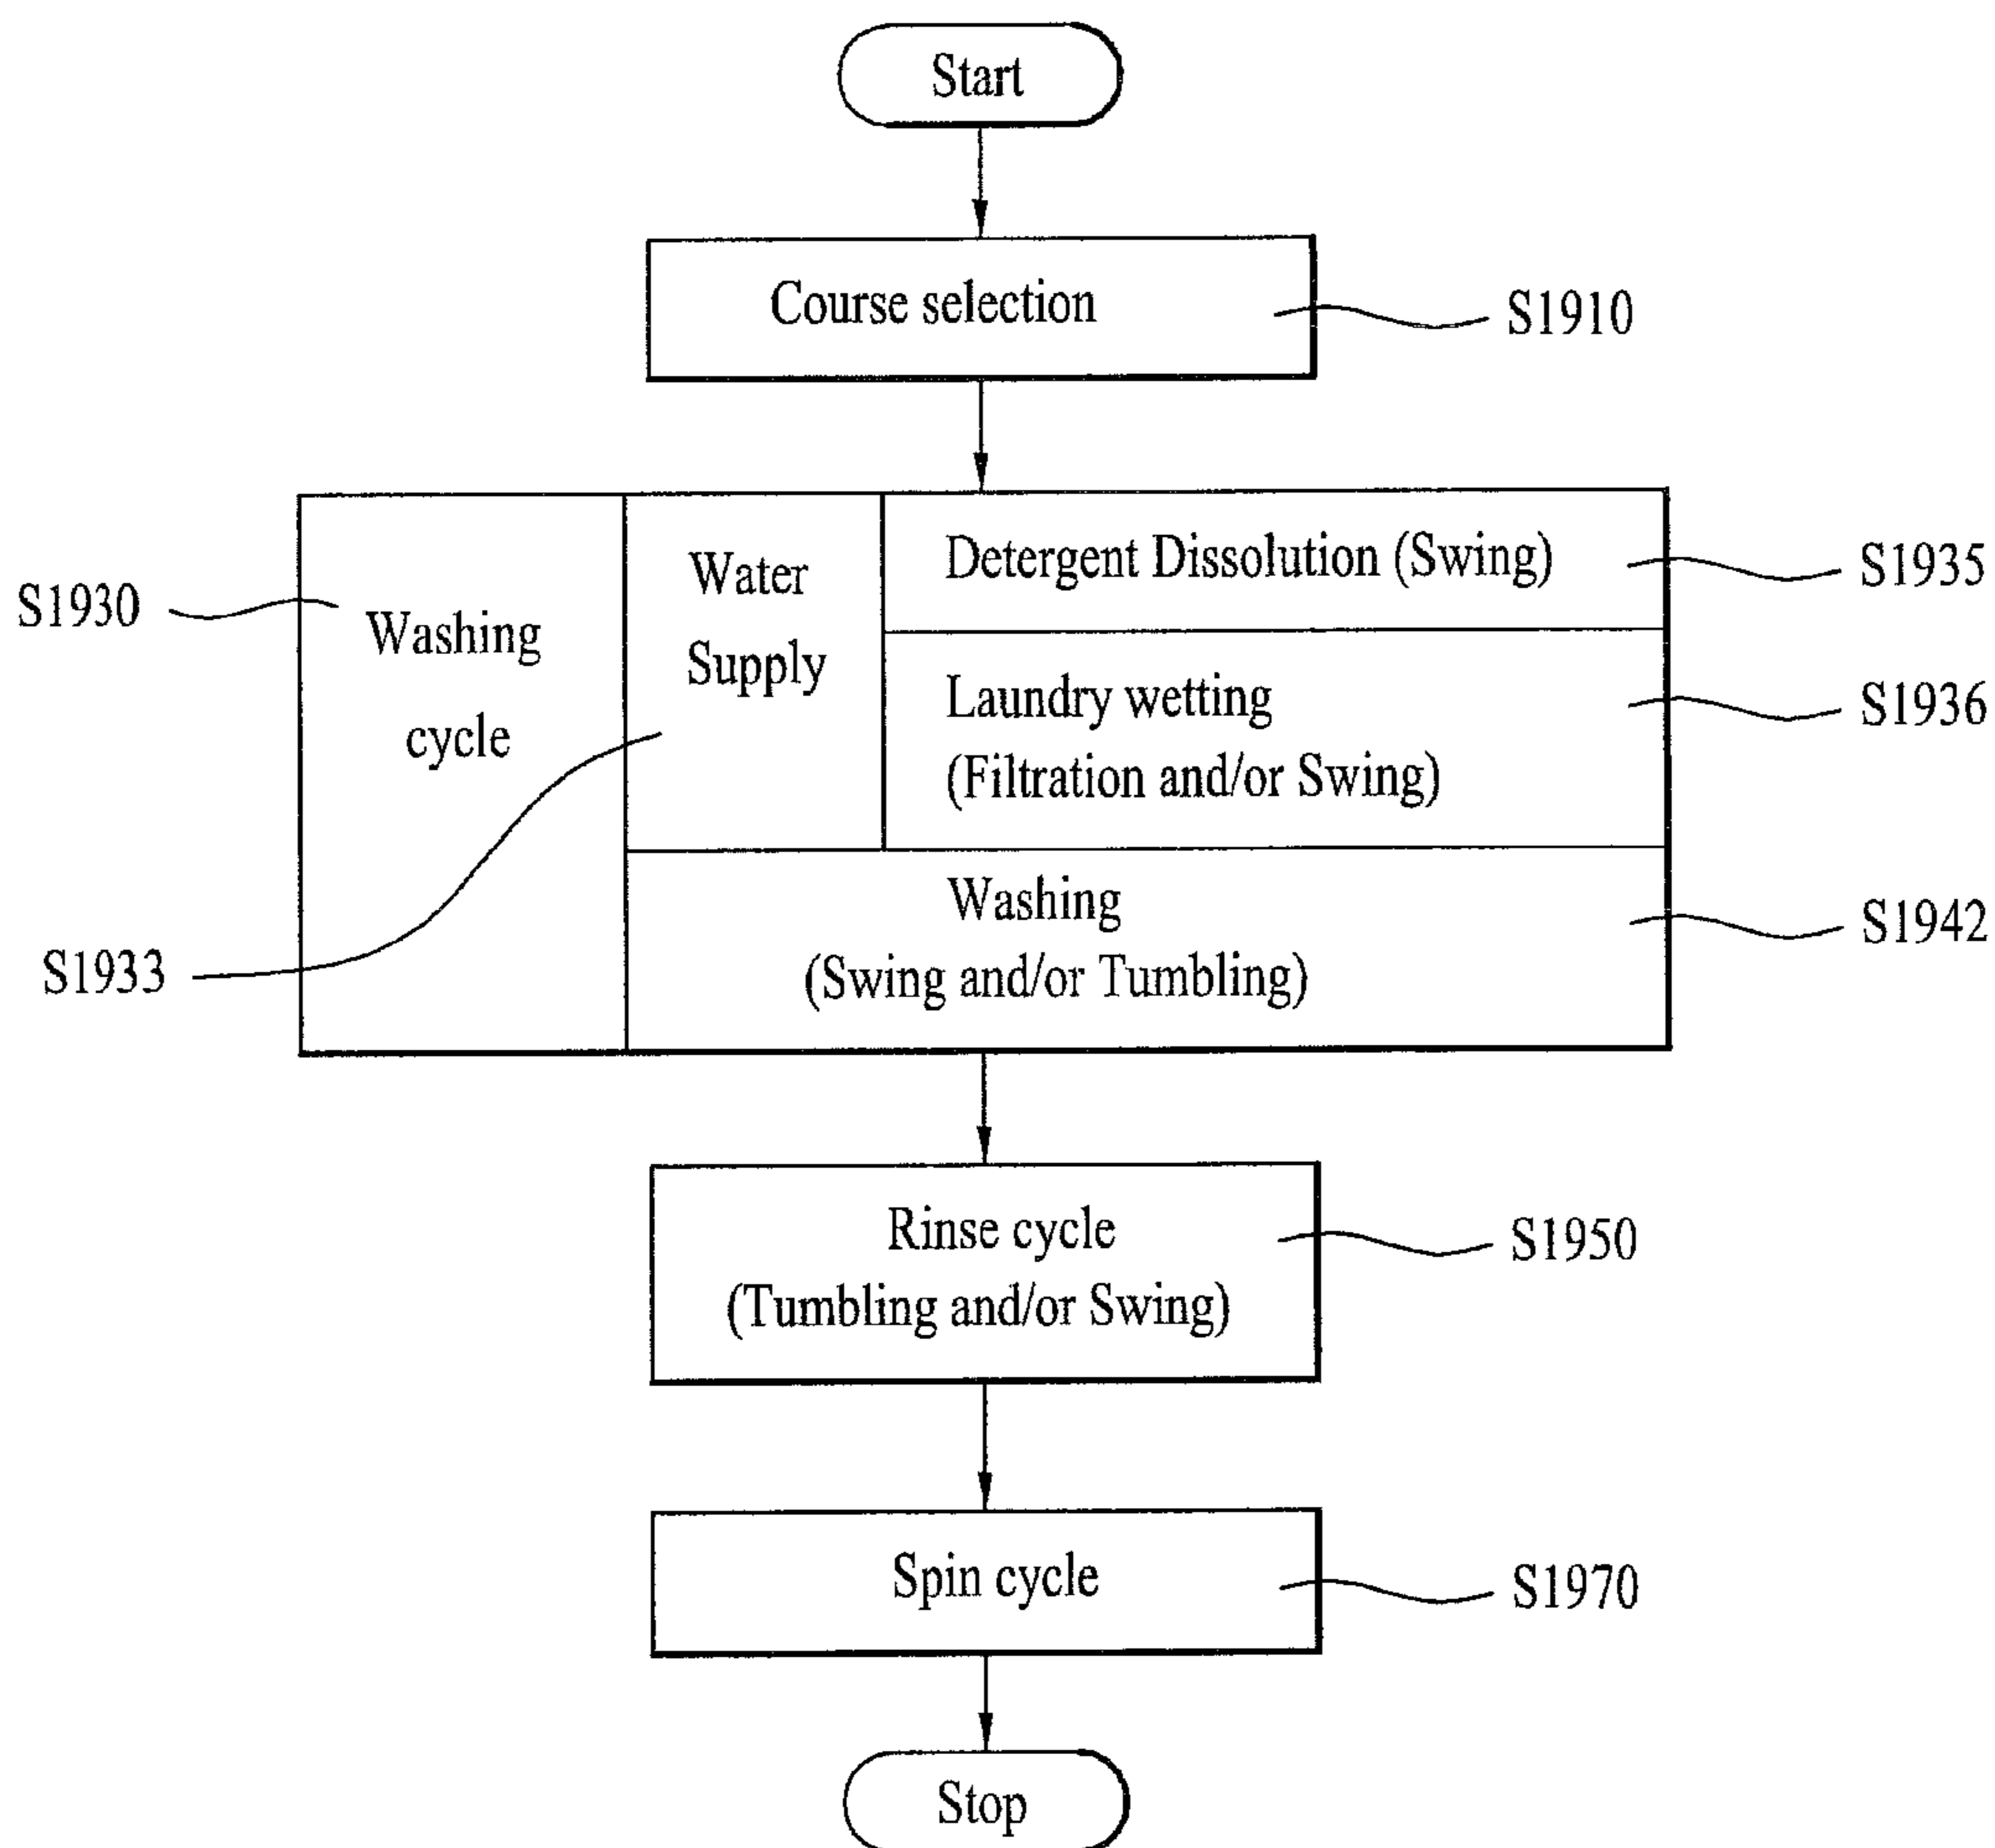 Start
Course selection
S1910
S1930
Washing
cycle
Water
Supply
S1933
Detergent Dissolution (Swing)
S1935
Laundry wetting
(Filtration and/or Swing)
S1936
Washing
(Swing and/or Tumbling)
S1942
Rinse cycle
(Tumbling and/or Swing)
S1950
Spin cycle
S1970
Stop